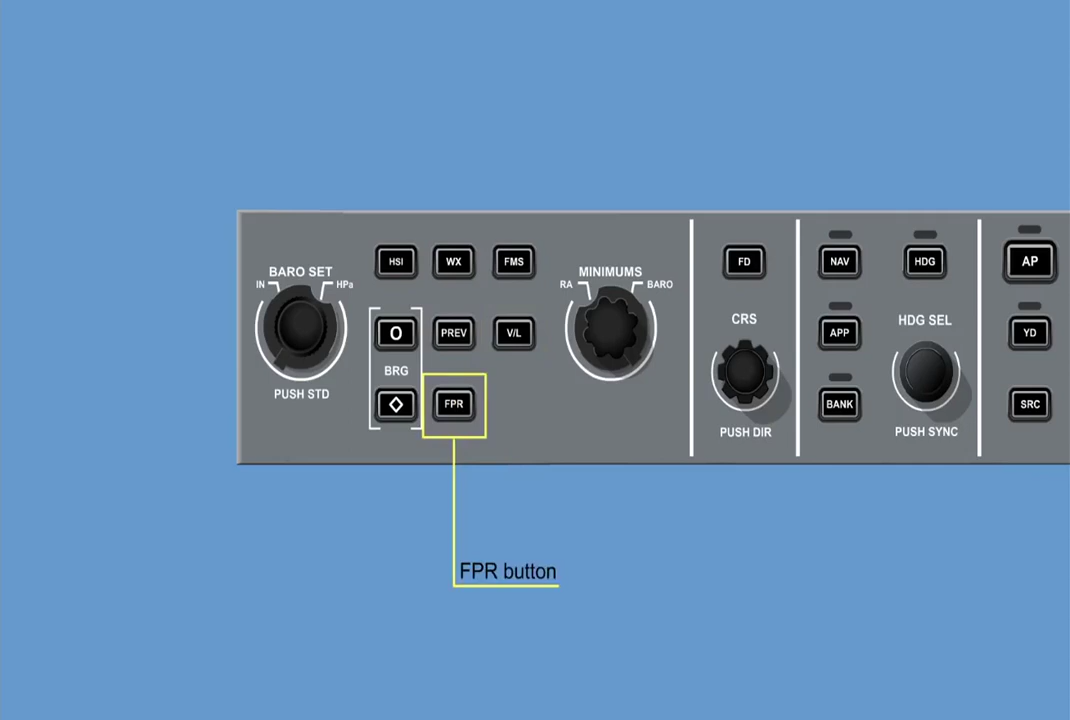 BARO SET
IN HPa
PUSH STD
HSI WX FMS
O PREV V/L
BRG
FPR
MINIMUMS
RA BARO
FD
CRS
PUSH DIR
NAV HDG
APP
HDG SEL
BANK
PUSH SYNC
AP
YD
SRC
FPR button